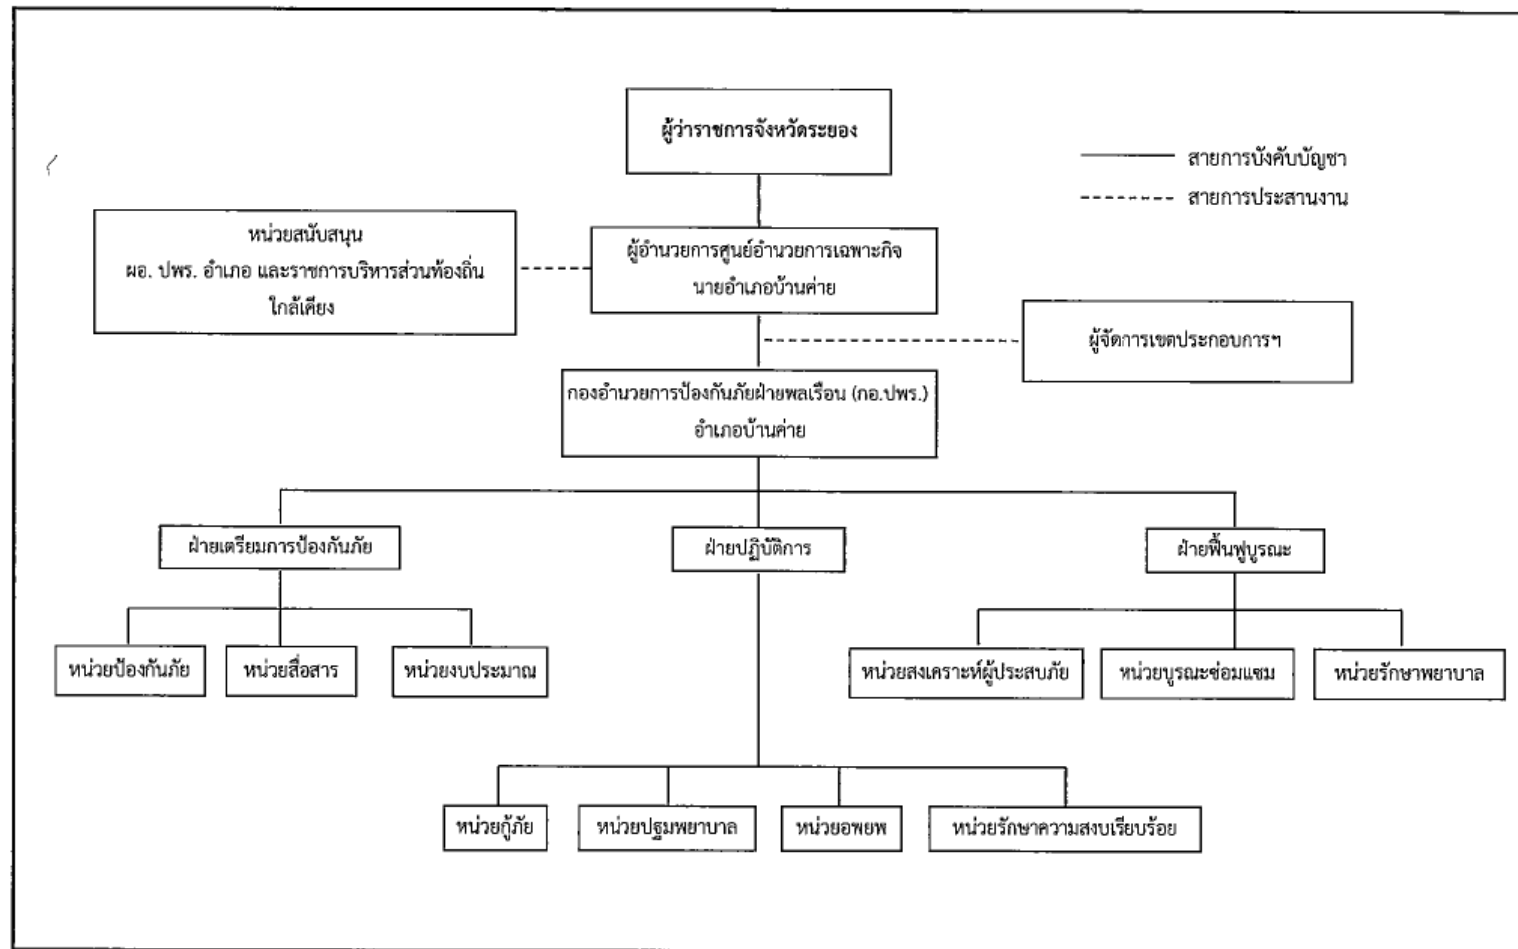 ผู้ว่าราชการจังหวัดระยอง
สายการบังคับบัญชา
สายการประสานงาน
หน่วยสนับสนุน
ผอ. ปพร. อำเภอ และราชการบริหารส่วนท้องถิ่น
ใกล้เคียง
ผู้อำนวยการศูนย์อำนวยการเฉพาะกิจ
นายอำเภอบ้านค่าย
ผู้จัดการเขตประกอบการฯ
กองอำนวยการป้องกันภัยฝ่ายพลเรือน (กอ.ปพร.)
อำเภอบ้านค่าย
ฝ่ายเตรียมการป้องกันภัย
ฝ่ายปฏิบัติการ
ฝ่ายฟื้นฟูบูรณะ
หน่วยป้องกันภัย
หน่วยสื่อสาร
หน่วยงบประมาณ
หน่วยสงเคราะห์ผู้ประสบภัย
หน่วยบูรณะซ่อมแซม
หน่วยรักษาพยาบาล
หน่วยกู้ภัย
หน่วยปฐมพยาบาล
หน่วยอพยพ
หน่วยรักษาความสงบเรียบร้อย